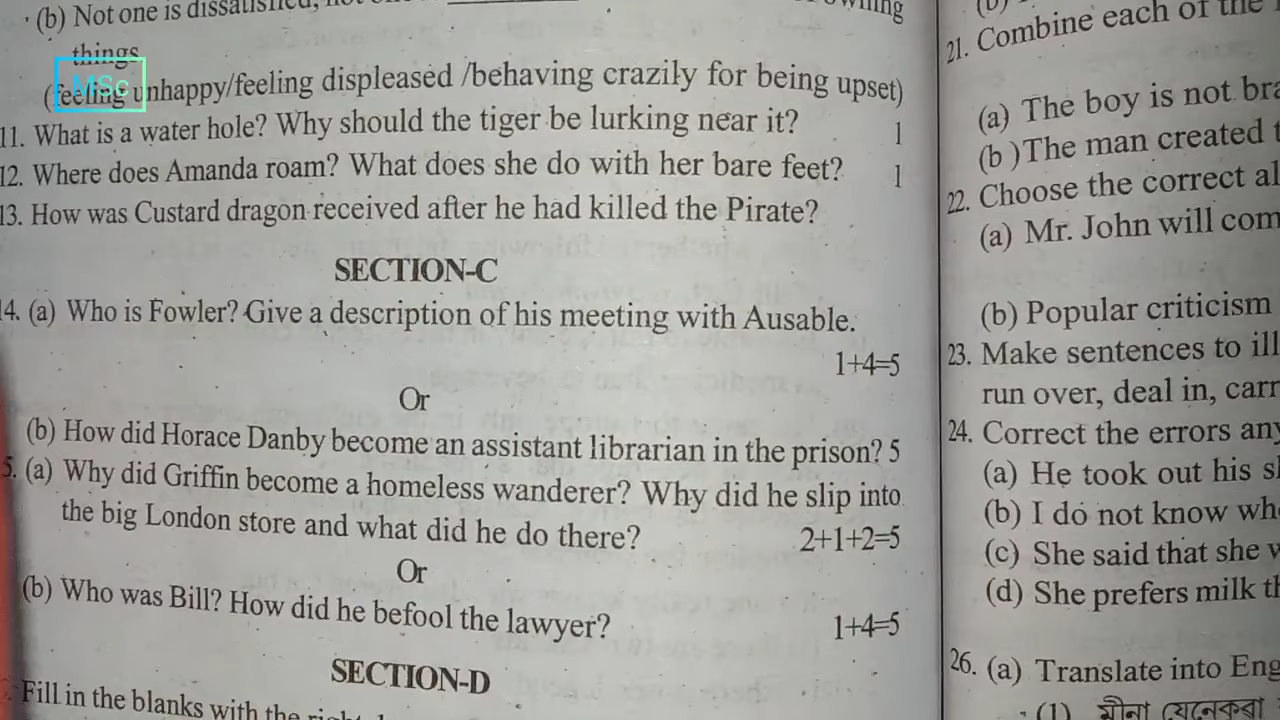 (b) Not one is dissatisfied, not one
things
MSc
(feeling unhappy/feeling displeased /behaving crazily for being upset)
11. What is a water hole? Why should the tiger be lurking near it? 1
12. Where does Amanda roam? What does she do with her bare feet? 1
13. How was Custard dragon received after he had killed the Pirate?
SECTION-C
14. (a) Who is Fowler? Give a description of his meeting with Ausable.
1+4=5
Or
(b) How did Horace Danby become an assistant librarian in the prison? 5
5. (a) Why did Griffin become a homeless wanderer? Why did he slip into
the big London store and what did he do there? 2+1+2=5
Or
(b) Who was Bill? How did he befool the lawyer? 1+4=5
SECTION-D
Fill in the blanks with the
21. Combine each of the
(a) The boy is not bra
(b )The man created
22. Choose the correct al
(a) Mr. John will com
(b) Popular criticism
23. Make sentences to ill
run over, deal in, carr
24. Correct the errors any
(a) He took out his sl
(b) I do not know wh
(c) She said that she w
(d) She prefers milk th
26. (a) Translate into Eng
(1) মীনা যেনেকৰা